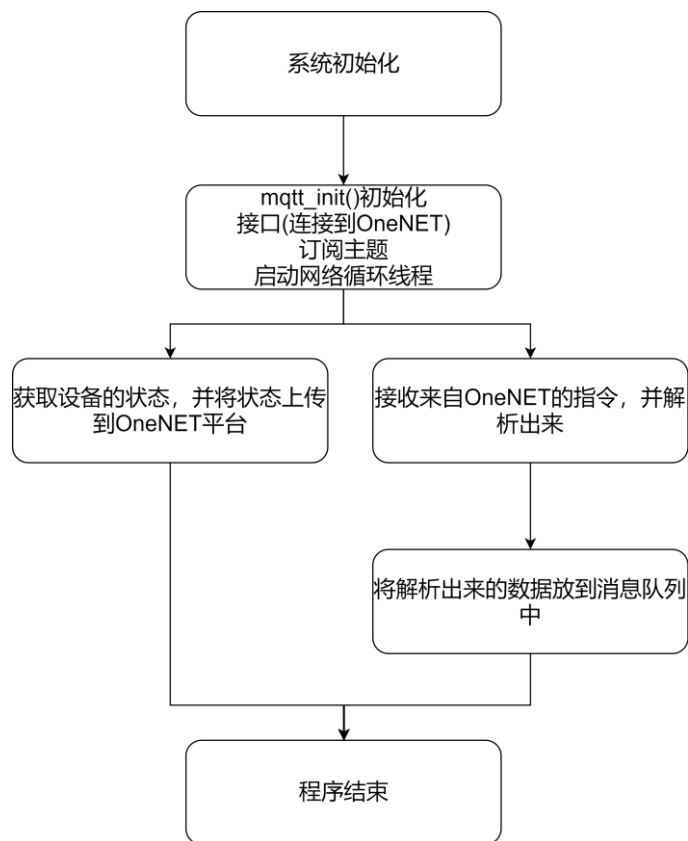 系统初始化
mqtt_init()初始化
接口(连接到OneNET)
订阅主题
启动网络循环线程
获取设备的状态，并将状态上传
到OneNET平台
接收来自OneNET的指令，并解
析出来
将解析出来的数据放到消息队列
中
程序结束